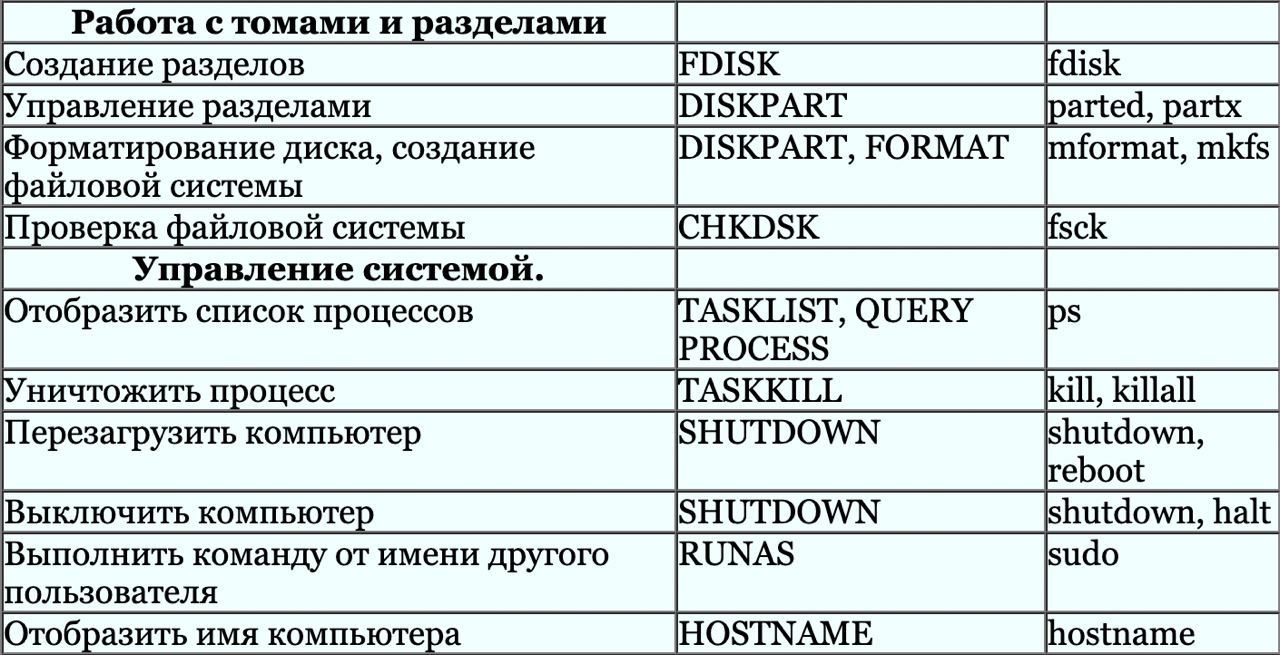 Работа с томами и разделами
Создание разделов FDISK fdisk
Управление разделами DISKPART parted, partx
Форматирование диска, создание DISKPART, FORMAT mformat, mkfs
файловой системы
Проверка файловой системы CHKDSK fsck
Управление системой.
Отобразить список процессов TASKLIST, QUERY ps
PROCESS
Уничтожить процесс TASKKILL kill, killall
Перезагрузить компьютер SHUTDOWN shutdown,
reboot
Выключить компьютер SHUTDOWN shutdown, halt
Выполнить команду от имени другого RUNAS sudo
пользователя
Отобразить имя компьютера HOSTNAME hostname